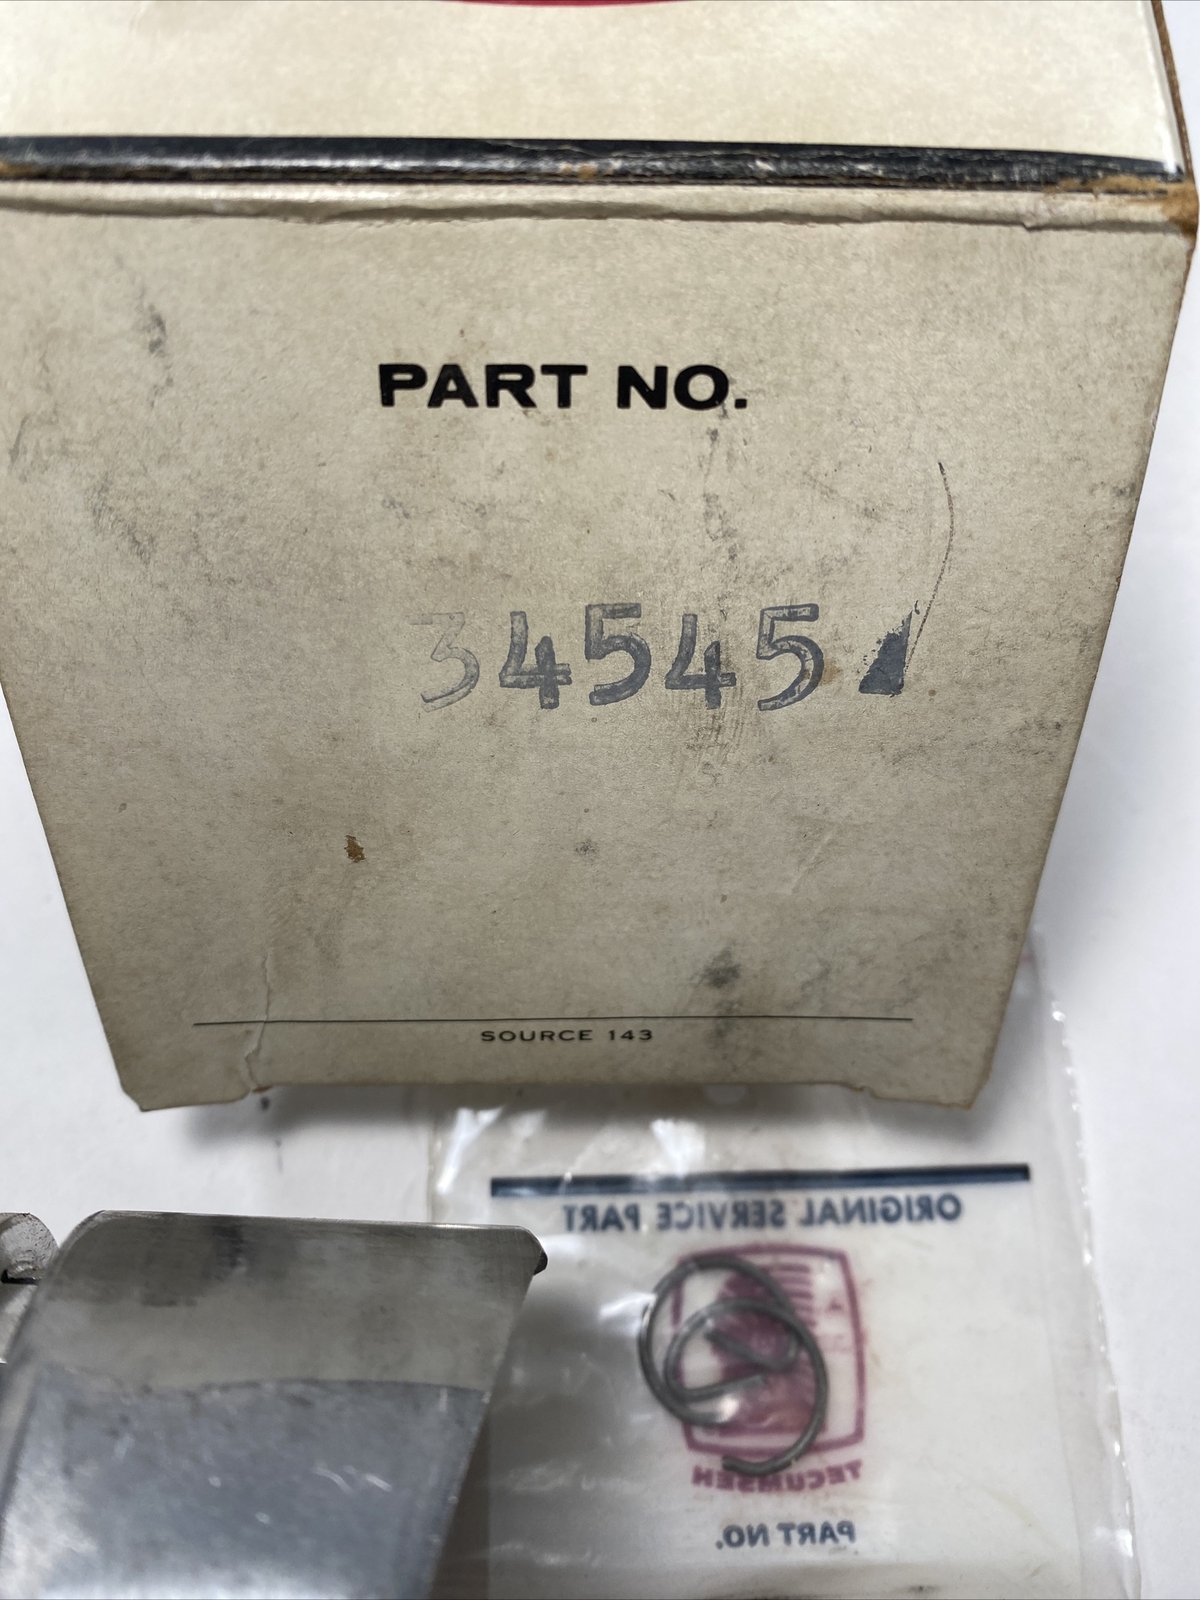 PART NO.
34545
SOURCE 143
ORIGINAL SERVICE PART
TECUMSEH
PART NO.